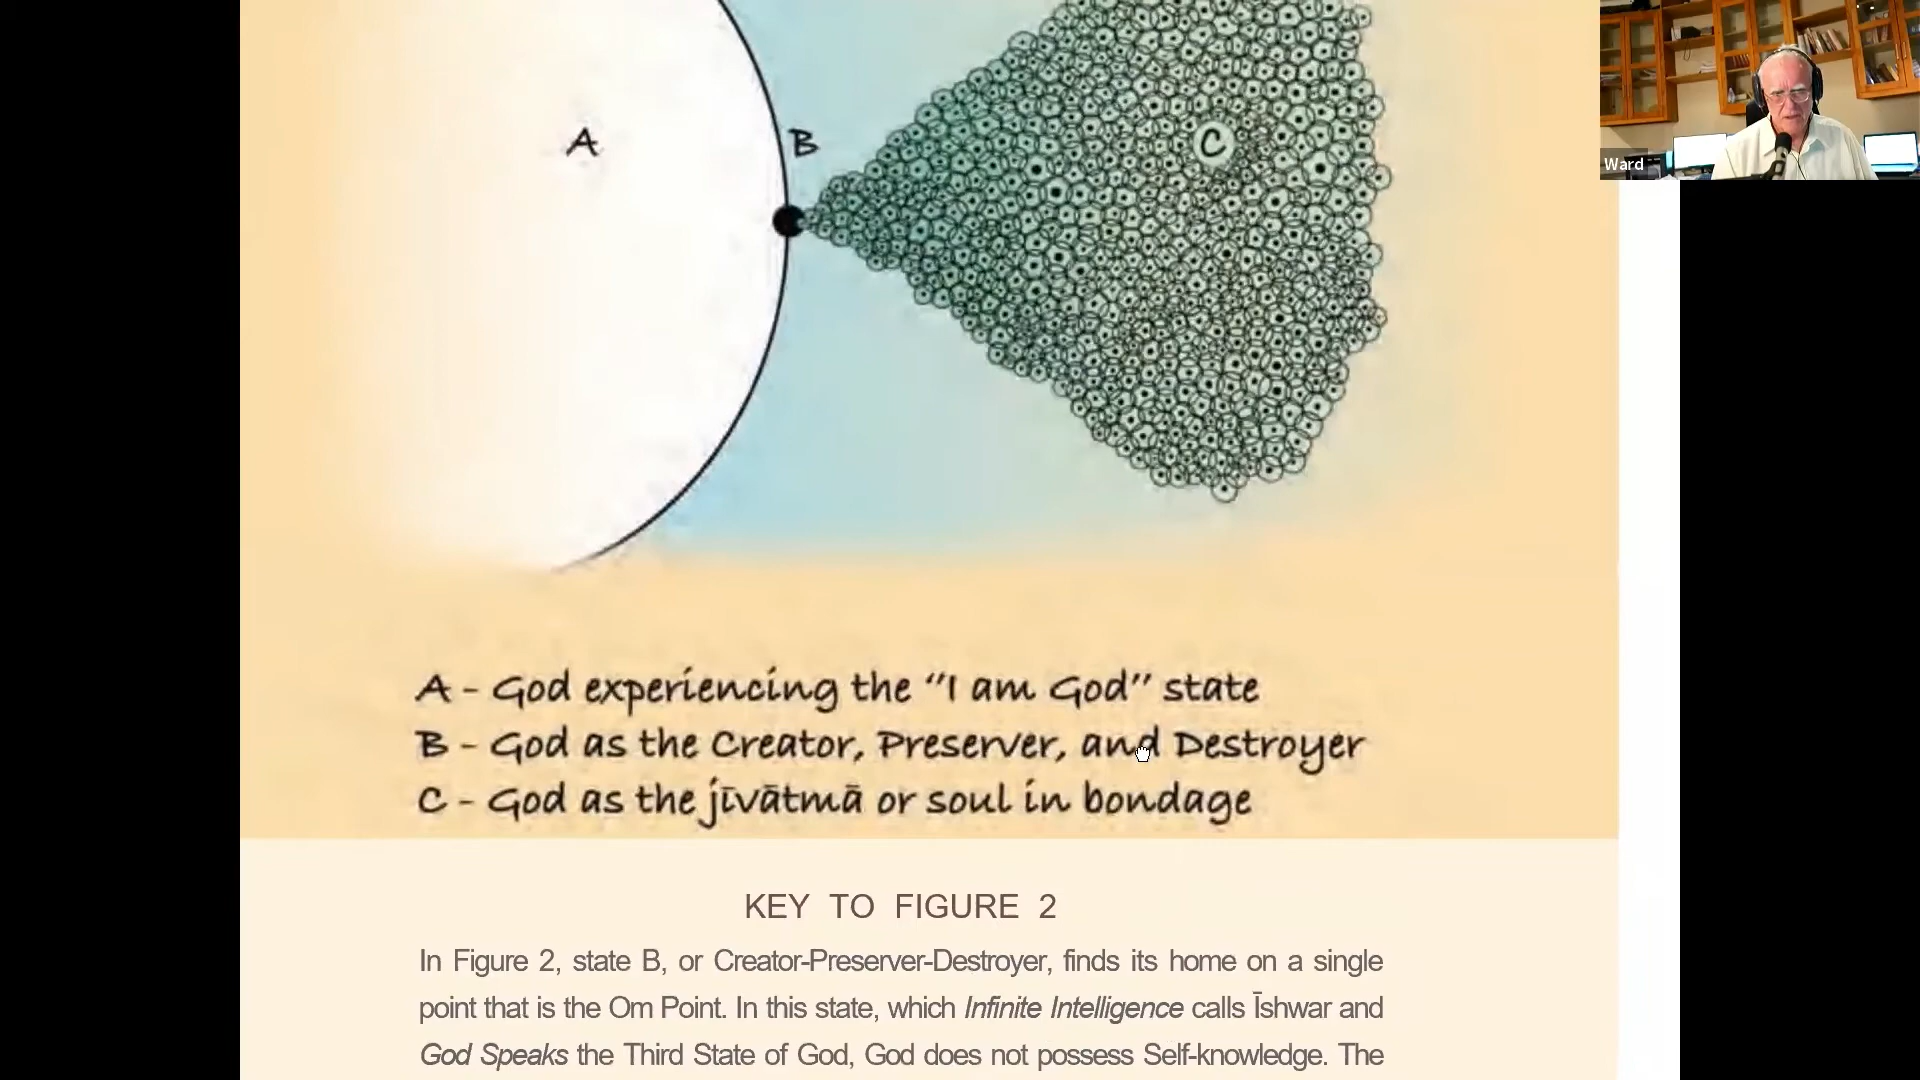 A
B
C
Ward
A - God experiencing the “I am God” state
B - God as the Creator, Preserver, and Destroyer
C - God as the jīvātmā or soul in bondage
KEY TO FIGURE 2
In Figure 2, state B, or Creator-Preserver-Destroyer, finds its home on a single
point that is the Om Point. In this state, which Infinite Intelligence calls Īshwar and
God Speaks the Third State of God, God does not possess Self-knowledge. The